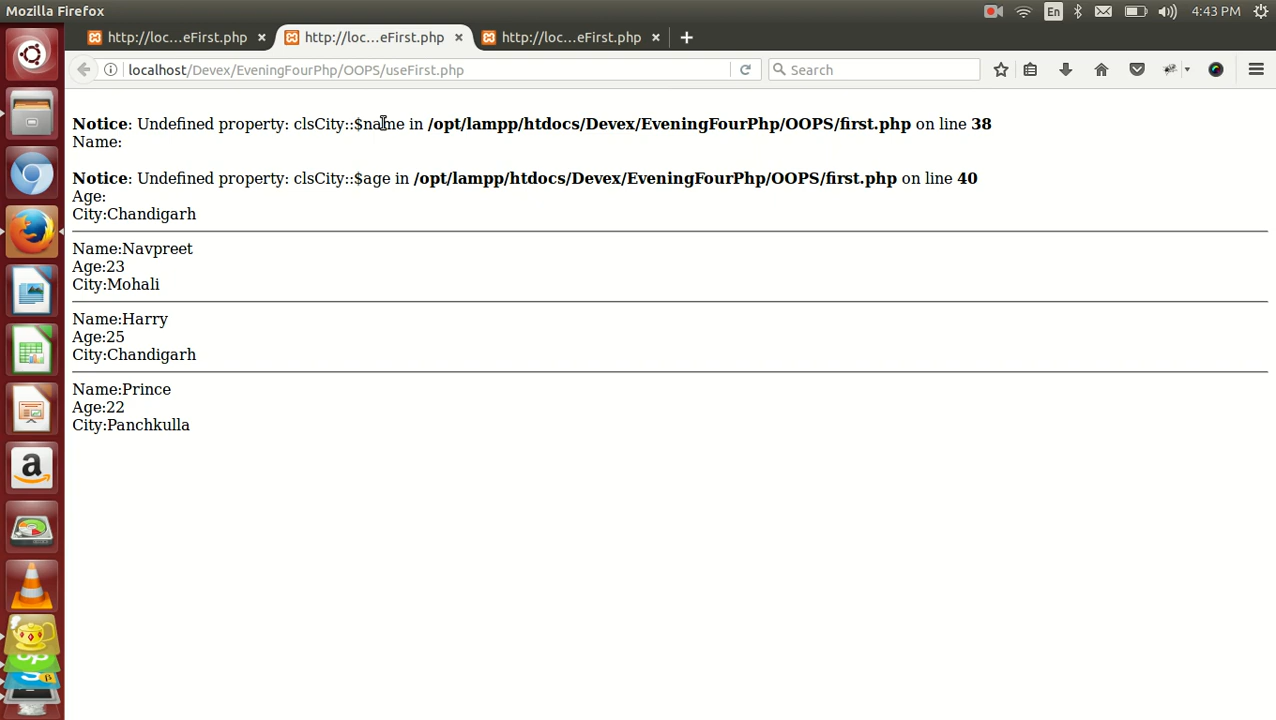 Mozilla Firefox
En
4:43 PM
http://loc...eFirst.php
http://loc...eFirst.php
http://loc...eFirst.php
localhost/Devex/EveningFourPhp/OOPS/useFirst.php
Search
Notice: Undefined property: clsCity::$name in /opt/lampp/htdocs/Devex/EveningFourPhp/OOPS/first.php on line 38
Name:
Notice: Undefined property: clsCity::$age in /opt/lampp/htdocs/Devex/EveningFourPhp/OOPS/first.php on line 40
Age:
City:Chandigarh
Name:Navpreet
Age:23
City:Mohali
Name:Harry
Age:25
City:Chandigarh
Name:Prince
Age:22
City:Panchkulla